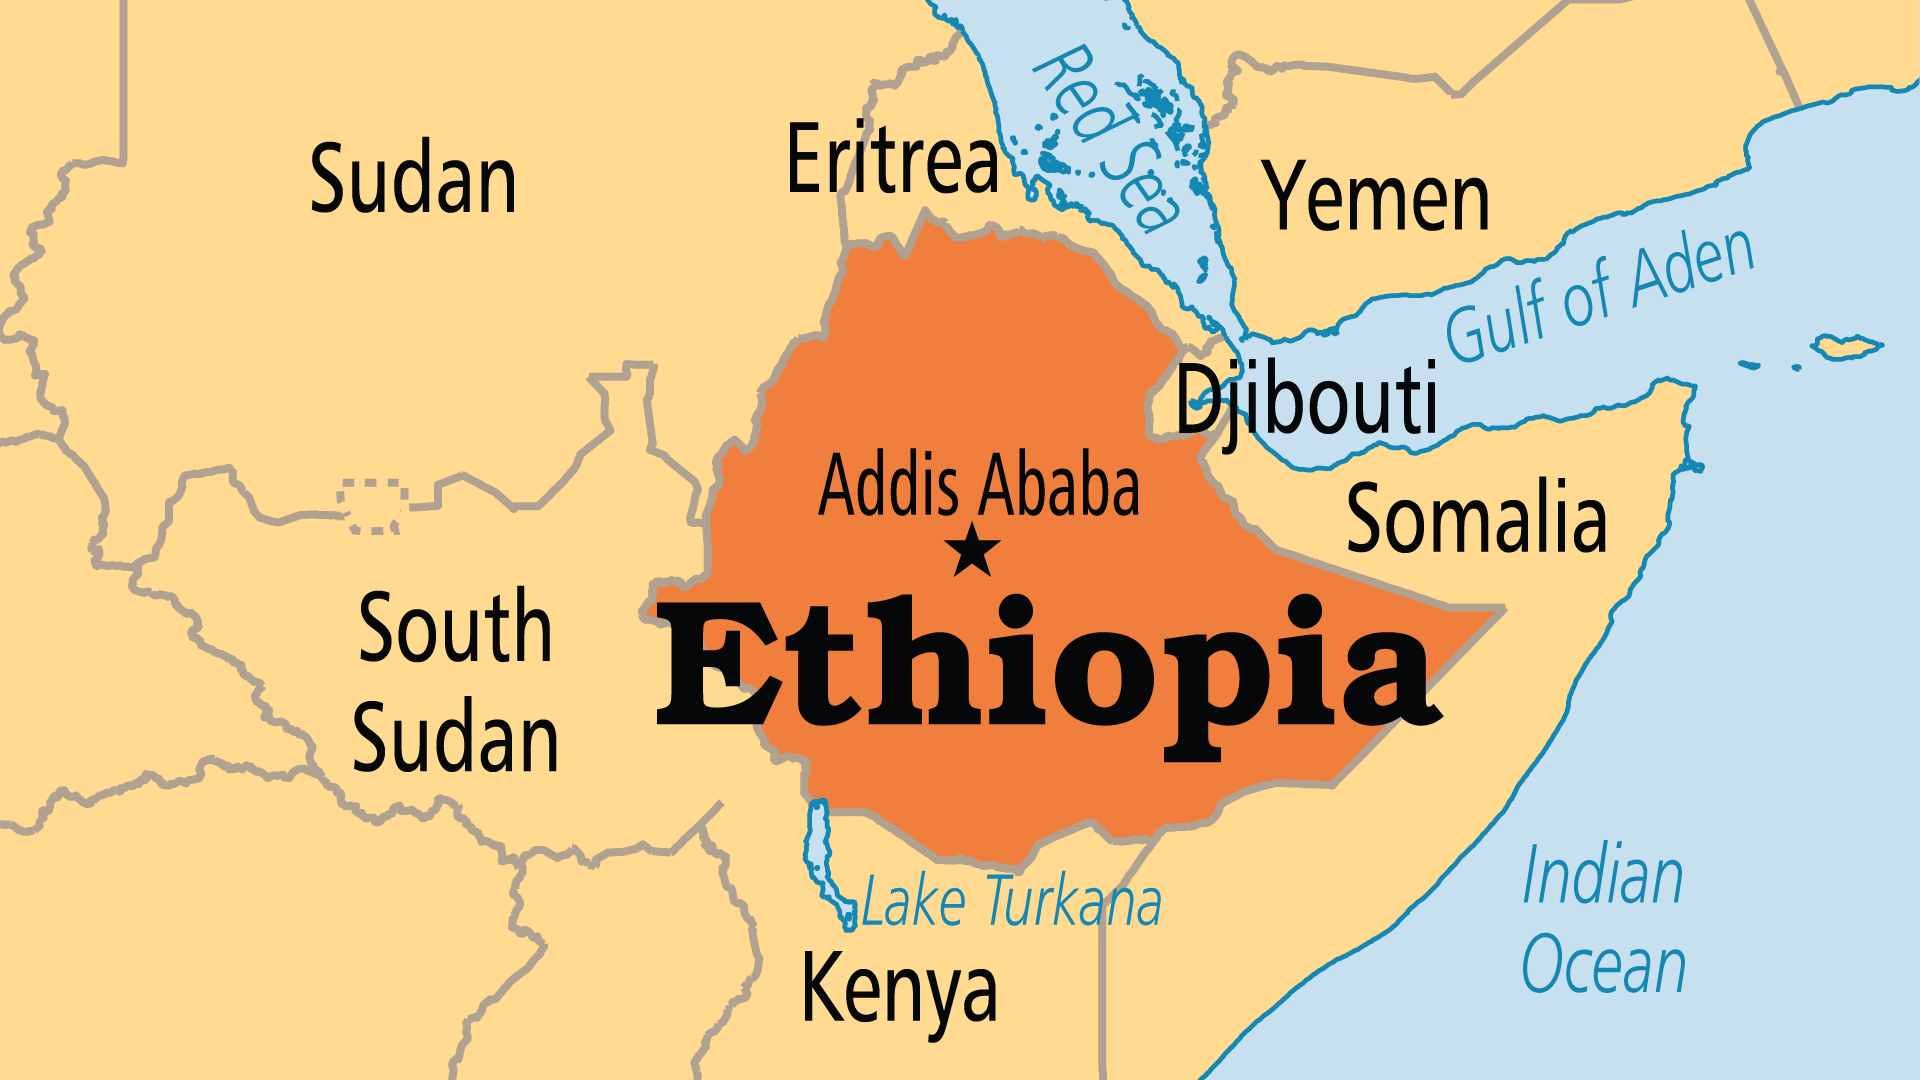 Red Sea
Sudan
Eritrea
Yemen
Gulf of Aden
Djibouti
Addis Ababa
Somalia
Ethiopia
South
Sudan
Lake Turkana
Kenya
Indian
Ocean